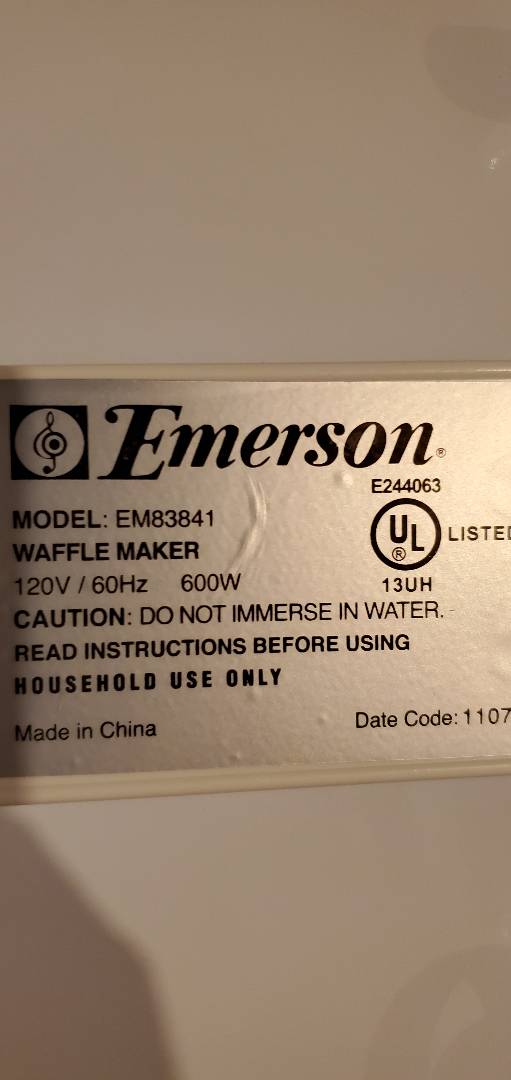 Emerson®
E244063
MODEL: EM83841
UL ® LISTED
WAFFLE MAKER
120V / 60Hz 600W
13UH
CAUTION: DO NOT IMMERSE IN WATER.
READ INSTRUCTIONS BEFORE USING
HOUSEHOLD USE ONLY
Made in China
Date Code: 1107